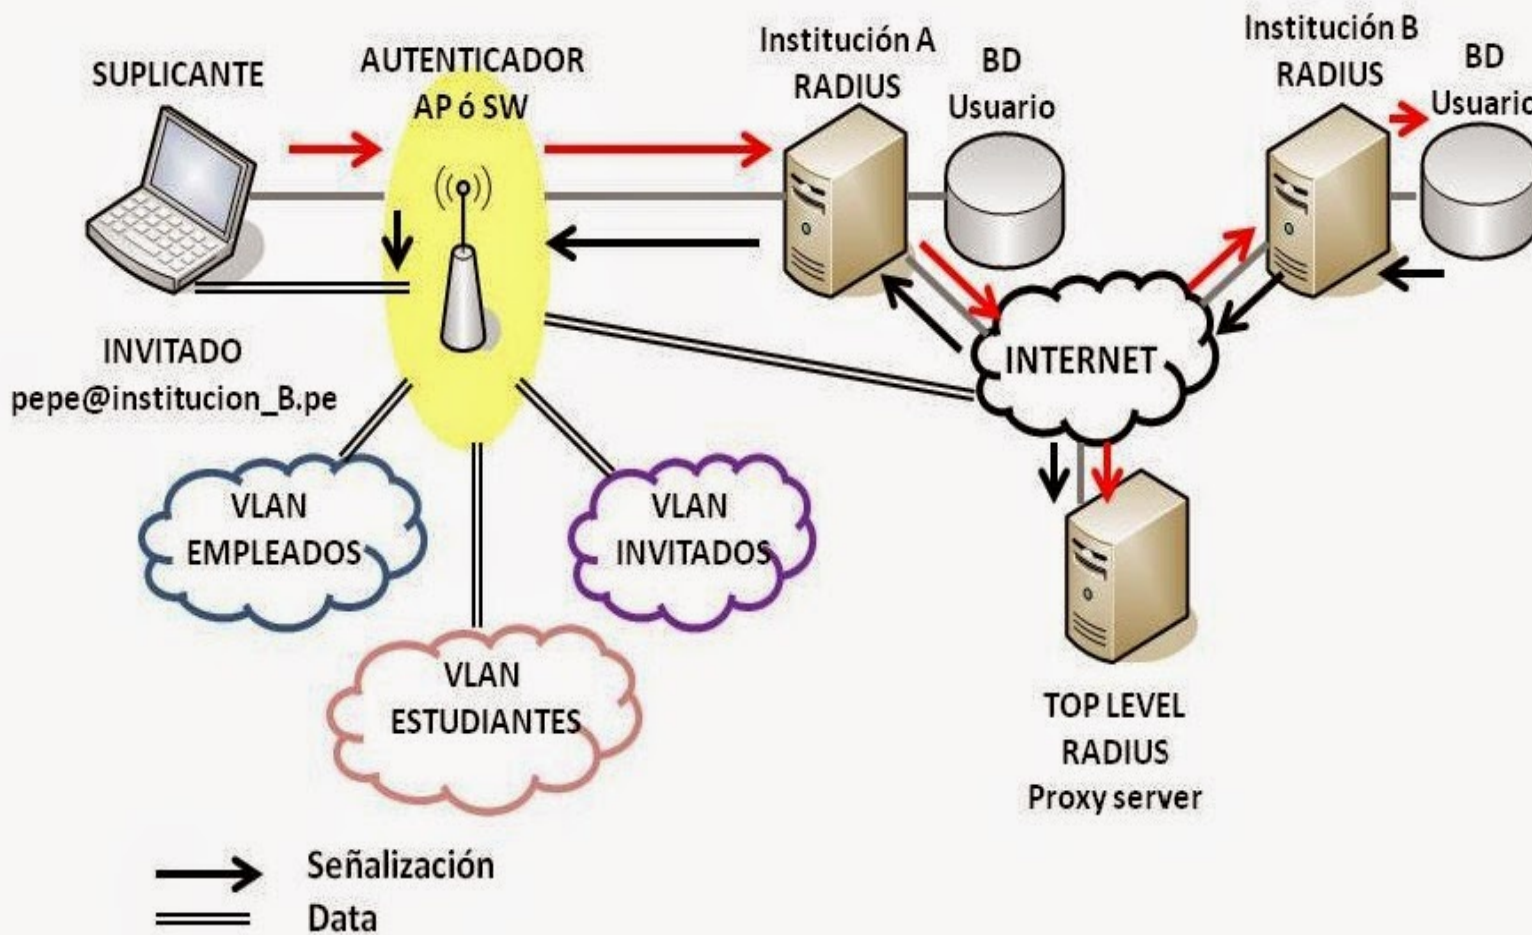 SUPLICANTE
AUTENTICADOR
AP ó SW
Institución A
RADIUS
BD
Usuario
Institución B
RADIUS
BD
Usuario
INVITADO
pepe@institucion_B.pe
INTERNET
VLAN
EMPLEADOS
VLAN
INVITADOS
VLAN
ESTUDIANTES
TOP LEVEL
RADIUS
Proxy server
Señalización
Data